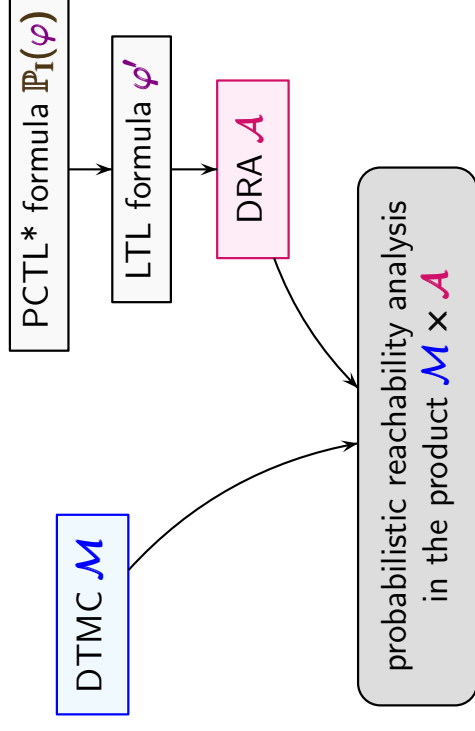 PCTL* formula ℙ_I(φ)
LTL formula φ′
DRA 𝒜
DTMC ℳ
probabilistic reachability analysis
in the product ℳ × 𝒜